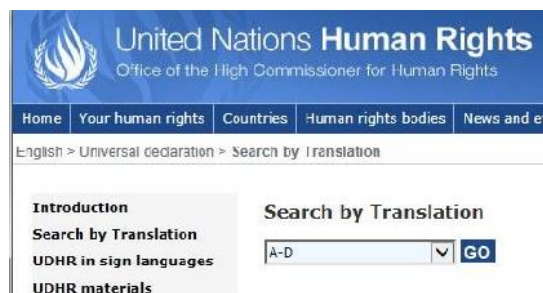 United Nations Human Rights
Office of the High Commissioner for Human Rights
Home Your human rights Countries Human rights bodies News and e
English > Universal declaration > Search by Translation
Introduction
Search by Translation
UDHR in sign languages
UDHR materials
Search by Translation
A-D GO